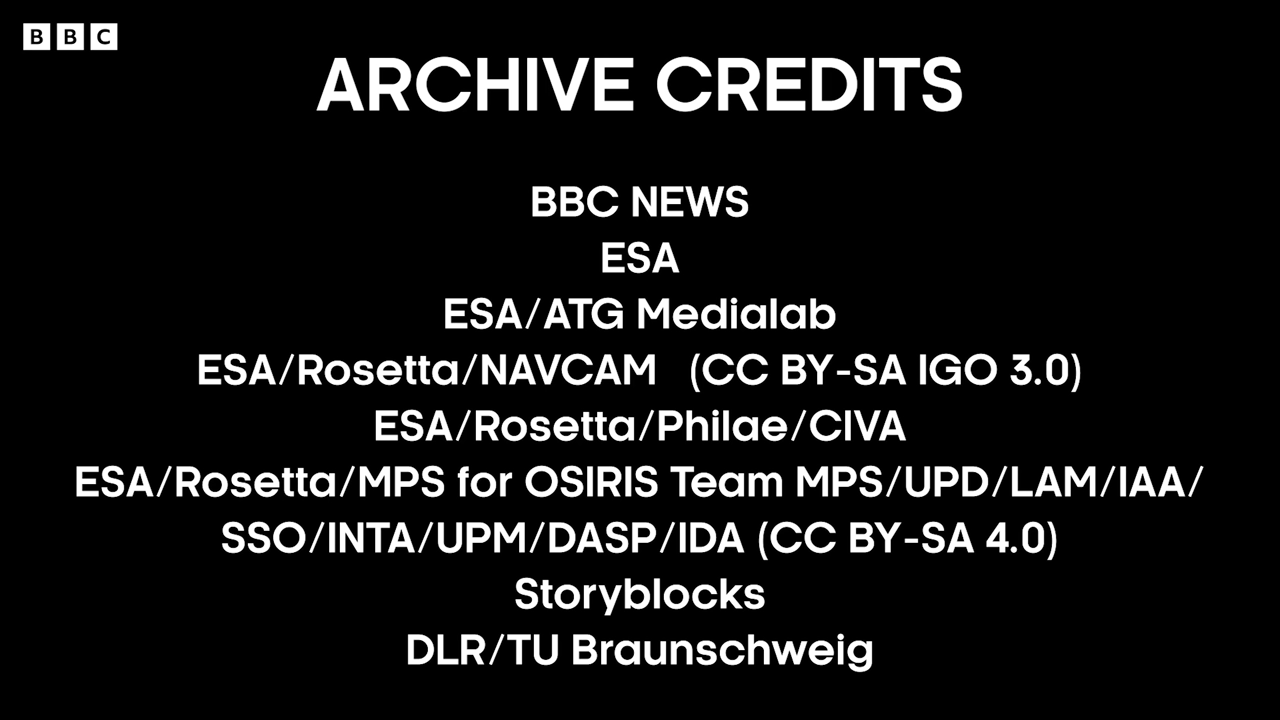 BBC
ARCHIVE CREDITS
BBC NEWS
ESA
ESA/ATG Medialab
ESA/Rosetta/NAVCAM (CC BY-SA IGO 3.0)
ESA/Rosetta/Philae/CIVA
ESA/Rosetta/MPS for OSIRIS Team MPS/UPD/LAM/IAA/
SSO/INTA/UPM/DASP/IDA (CC BY-SA 4.0)
Storyblocks
DLR/TU Braunschweig